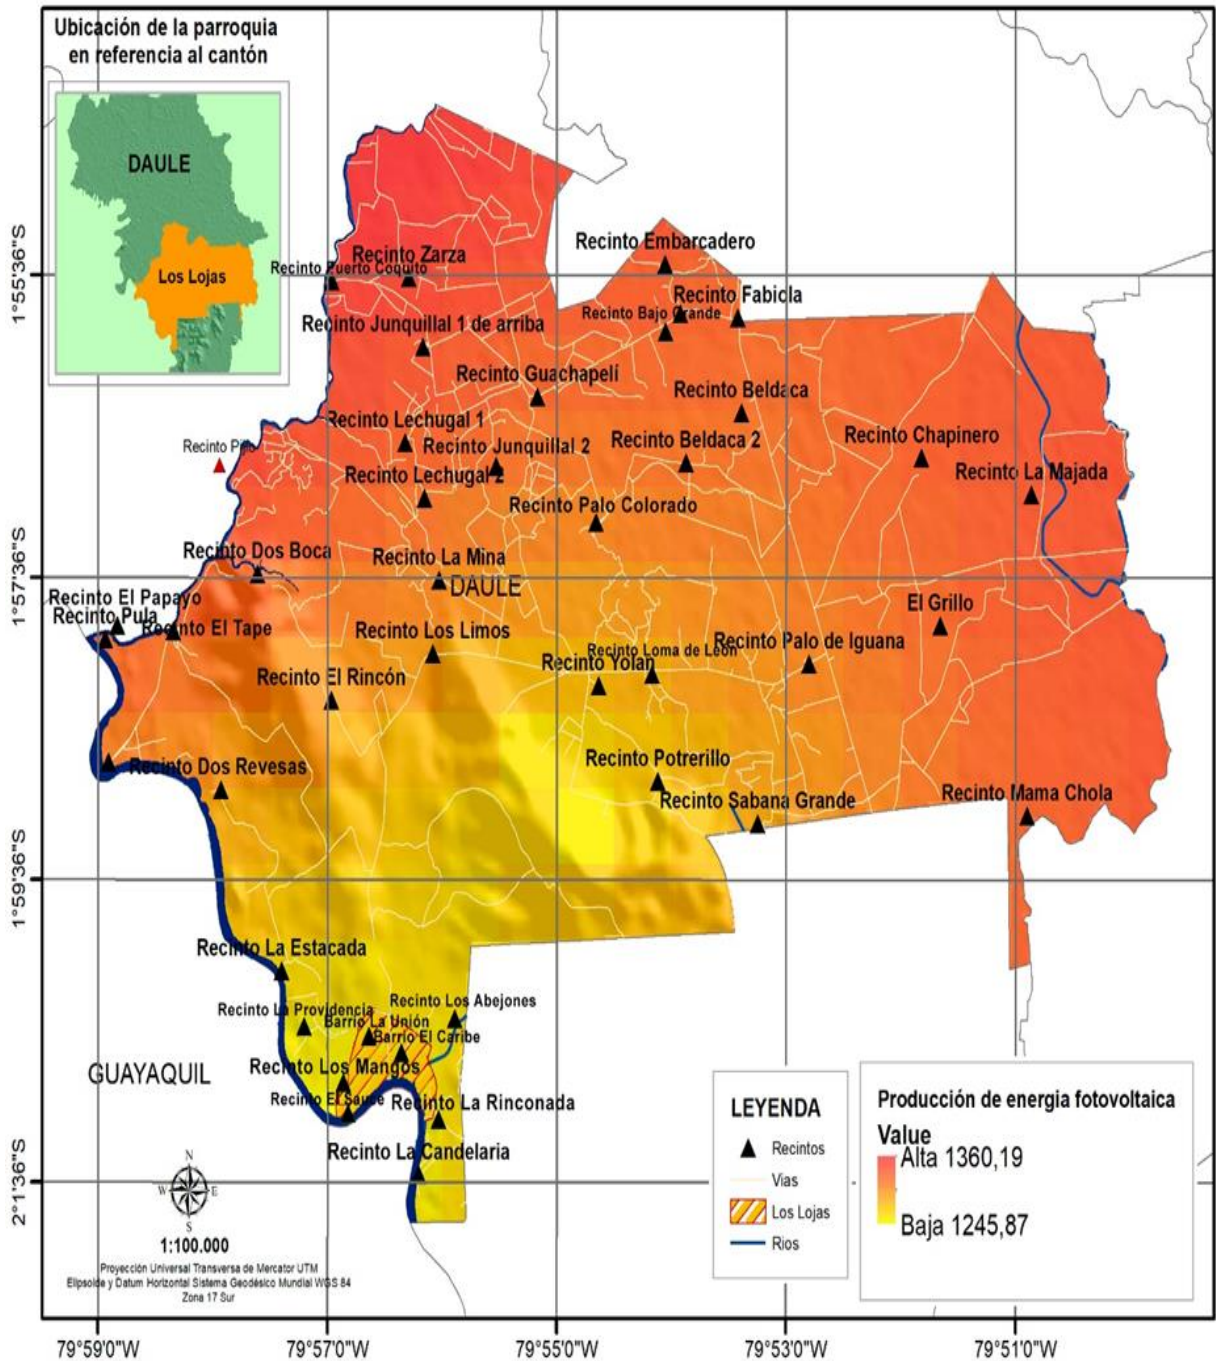 Ubicación de la parroquia
en referencia al cantón
DAULE
Los Lojas
Recinto Embarcadero
Recinto Zarza
Recinto Puerto Coquito
Recinto Fabiola
Recinto Bajo Grande
Recinto Junquillal 1 de arriba
Recinto Guachapelí
Recinto Beldaca
Recinto Lechugal 1
Recinto Junquillal 2
Recinto Beldaca 2
Recinto Chapinero
Recinto La Majada
Recinto Lechugal 2
Recinto Palo Colorado
Recinto Dos Boca
Recinto La Mina
DAULE
Recinto El Papayo
Recinto Pula
Recinto El Tape
Recinto Los Limos
El Grillo
Recinto Palo de Iguana
Recinto Loma de León
Recinto Yolan
Recinto El Rincón
Recinto Potrerillo
Recinto Dos Revesas
Recinto Sabana Grande
Recinto Mama Chola
Recinto La Estacada
Recinto La Providencia
Recinto Los Abejones
Barrio La Unión
Barrio El Caribe
Recinto Los Mangos
Recinto El Sauce
Recinto La Rinconada
Recinto La Candelaria
GUAYAQUIL
1°55'36"S
1°57'36"S
1°59'36"S
2°1'36"S
N
W
E
S
1:100.000
Proyección Universal Transversa de Mercator UTM
Elipsoide y Datum Horizontal Sistema Geodésico Mundial WGS 84
Zona 17 Sur
LEYENDA
Recintos
Vias
Los Lojas
Rios
Producción de energia fotovoltaica
Value
Alta 1360,19
Baja 1245,87
79°59'0"W
79°57'0"W
79°55'0"W
79°53'0"W
79°51'0"W